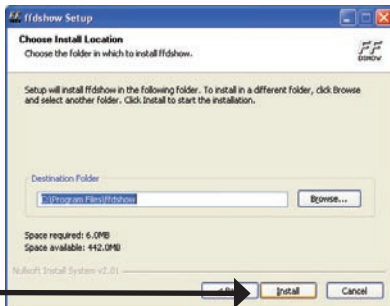 ffdshow Setup
Choose Install Location
Choose the folder in which to install ffdshow.
FF
DSHOW
Setup will install ffdshow in the following folder. To install in a different folder, click Browse
and select another folder. Click Install to start the installation.
Destination Folder
C:\Program Files\ffdshow
Browse...
Space required: 6.0MB
Space available: 442.0MB
Nullsoft Install System v2.01
Install
Cancel